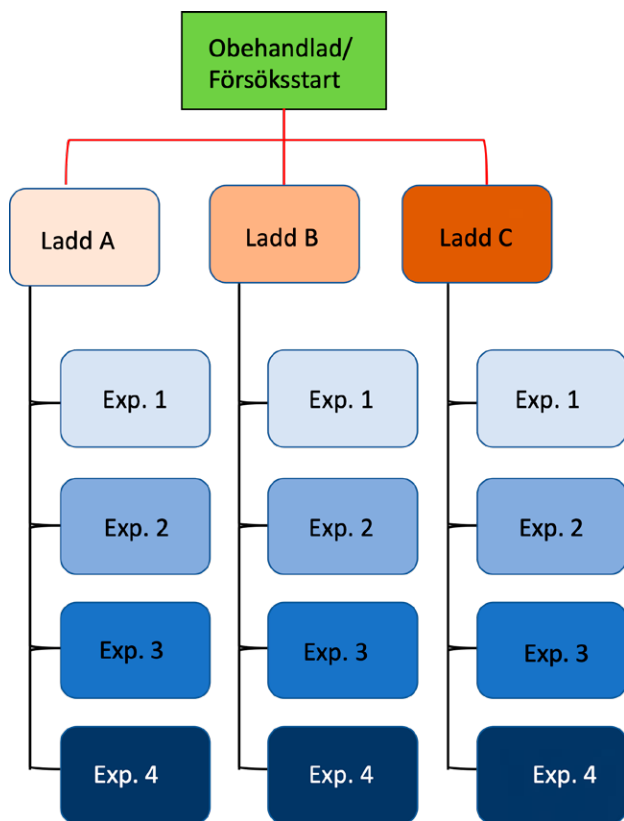 Obehandlad/
Försöksstart
Ladd A
Ladd B
Ladd C
Exp. 1
Exp. 1
Exp. 1
Exp. 2
Exp. 2
Exp. 2
Exp. 3
Exp. 3
Exp. 3
Exp. 4
Exp. 4
Exp. 4